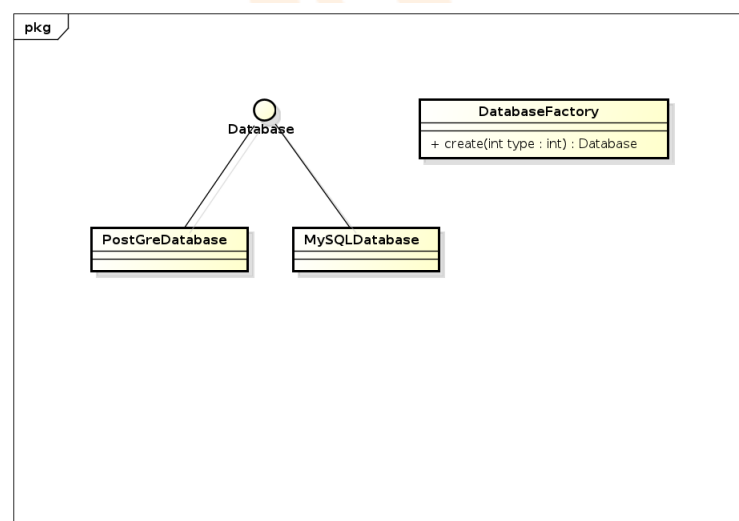 pkg
Database
DatabaseFactory
+ create(int type : int) : Database
PostGreDatabase
MySQLDatabase